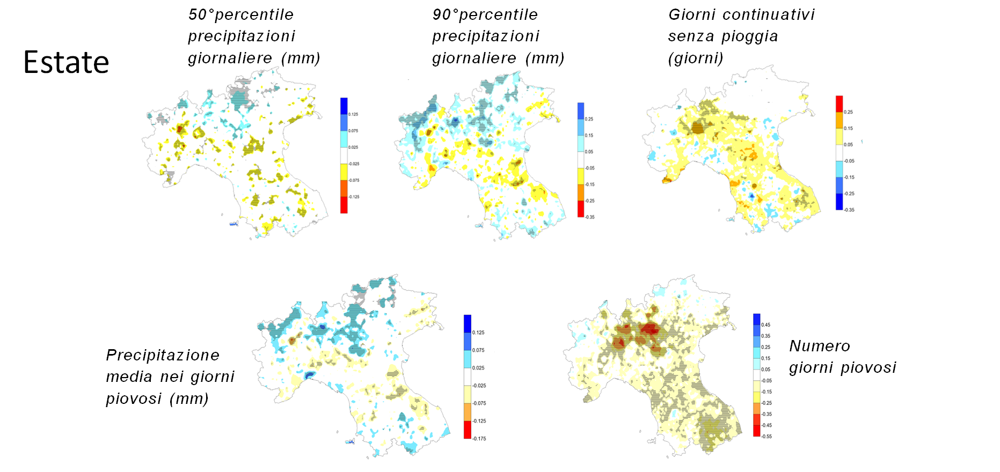 Estate
50°percentile
precipitazioni
giornaliere (mm)
90°percentile
precipitazioni
giornaliere (mm)
Giorni continuativi
senza pioggia
(giorni)
0.125
0.075
0.025
-0.025
-0.075
-0.125
0.25
0.15
0.05
-0.05
-0.15
-0.25
-0.35
0.25
0.15
0.05
-0.05
-0.15
-0.25
-0.35
Precipitazione
media nei giorni
piovosi (mm)
0.125
0.075
0.025
-0.025
-0.075
-0.125
-0.175
0.45
0.35
0.25
0.15
0.05
-0.05
-0.15
-0.25
-0.35
-0.45
-0.55
Numero
giorni piovosi